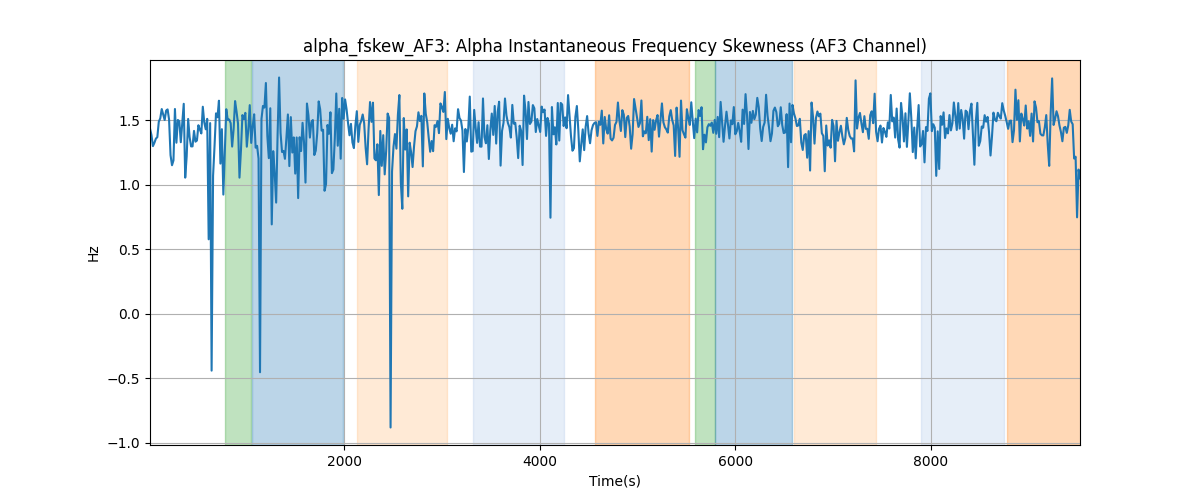 alpha_fskew_AF3: Alpha Instantaneous Frequency Skewness (AF3 Channel)
1.5
1.0
0.5
0.0
−0.5
−1.0
Hz
2000 4000 6000 8000
Time(s)